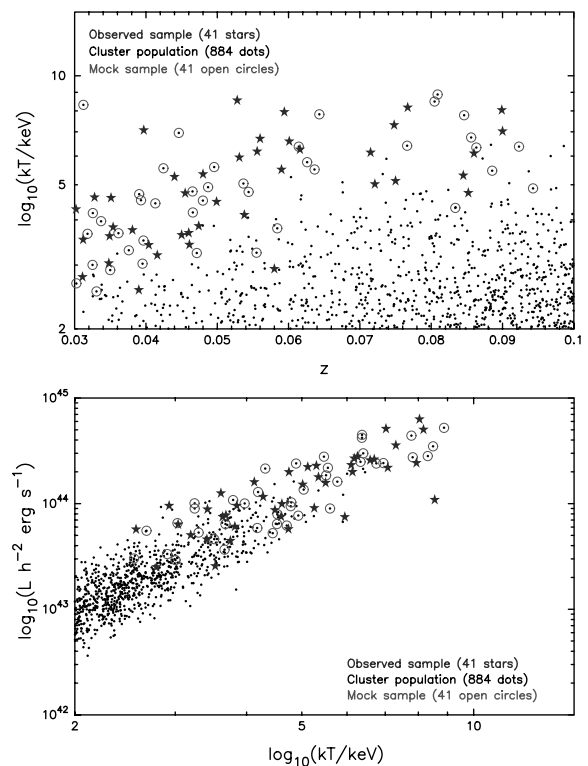 Observed sample (41 stars)
Cluster population (884 dots)
Mock sample (41 open circles)
10
5
2
log10(kT/keV)
0.03 0.04 0.05 0.06 0.07 0.08 0.09 0.1
z
10^45
10^44
10^43
10^42
log10(L h^−2 erg s^−1)
Observed sample (41 stars)
Cluster population (884 dots)
Mock sample (41 open circles)
2 5 10
log10(kT/keV)